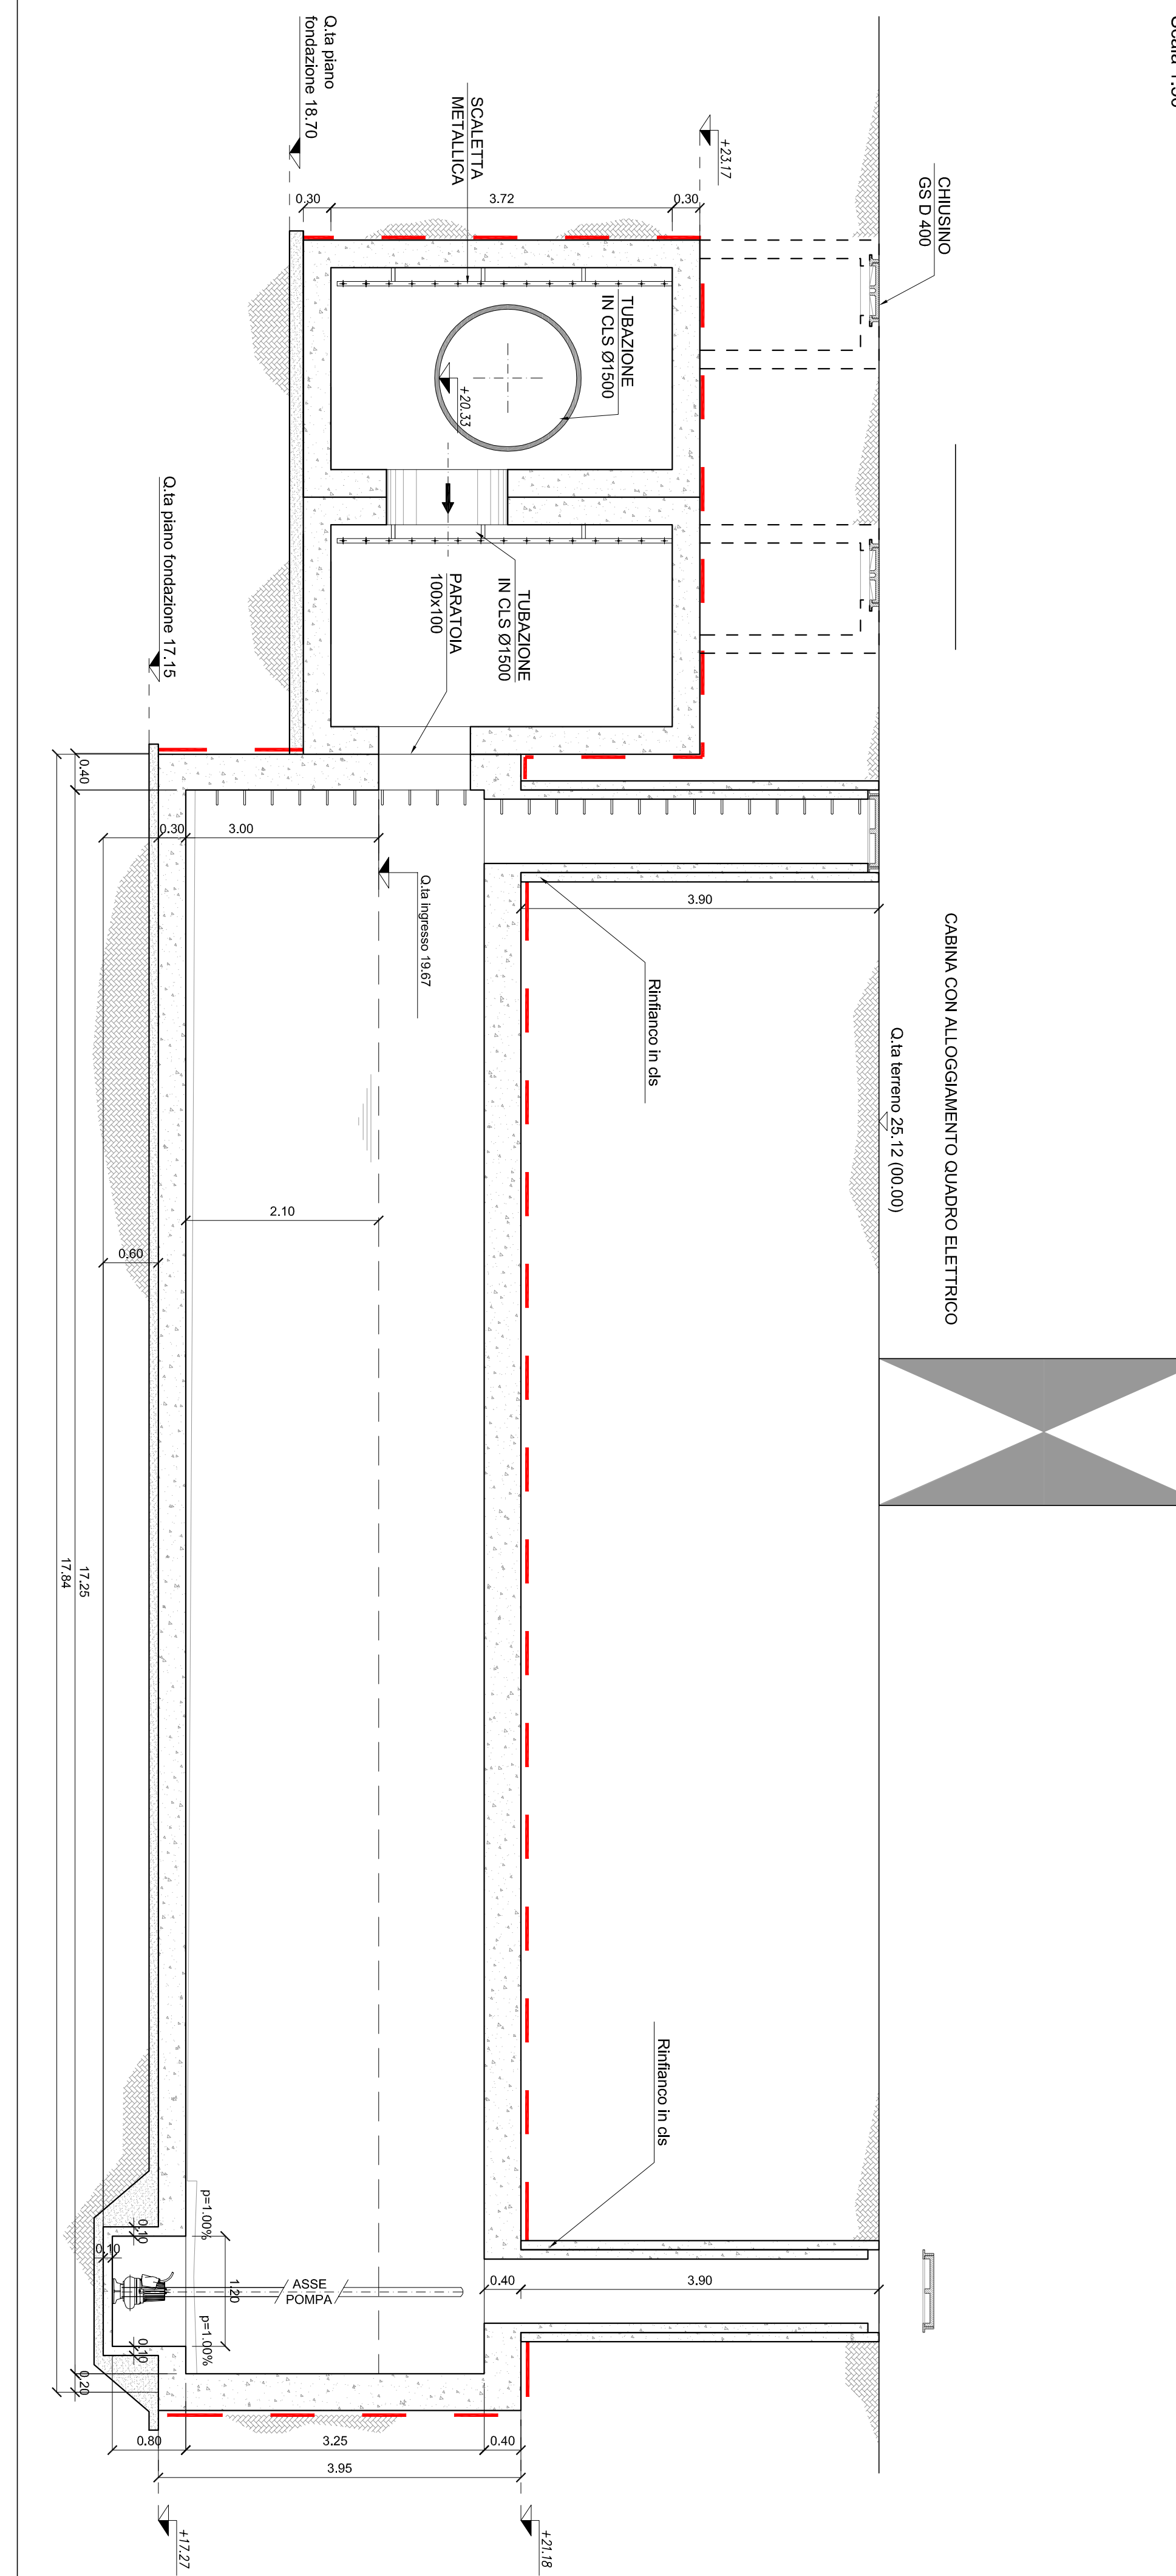 CHIUSINO
GS D 400
+23.17
SCALETTA
METALLICA
Q.ta piano
fondazione 18.70
0.30
3.72
0.30
TUBAZIONE
IN CLS Ø1500
+20.33
TUBAZIONE
IN CLS Ø1500
PARATOIA
100x100
Q.ta piano fondazione 17.15
0.40
0.30
3.00
Q.ta ingresso 19.67
3.90
Rinfianco in cls
CABINA CON ALLOGGIAMENTO QUADRO ELETTRICO
Q.ta terreno 25.12 (00.00)
2.10
0.60
17.25
17.84
Rinfianco in cls
p=1.00%
0.10
0.10
1.20
ASSE
POMPA
0.40
3.90
p=1.00%
0.10
0.20
0.80
3.25
0.40
3.95
+17.27
+21.18